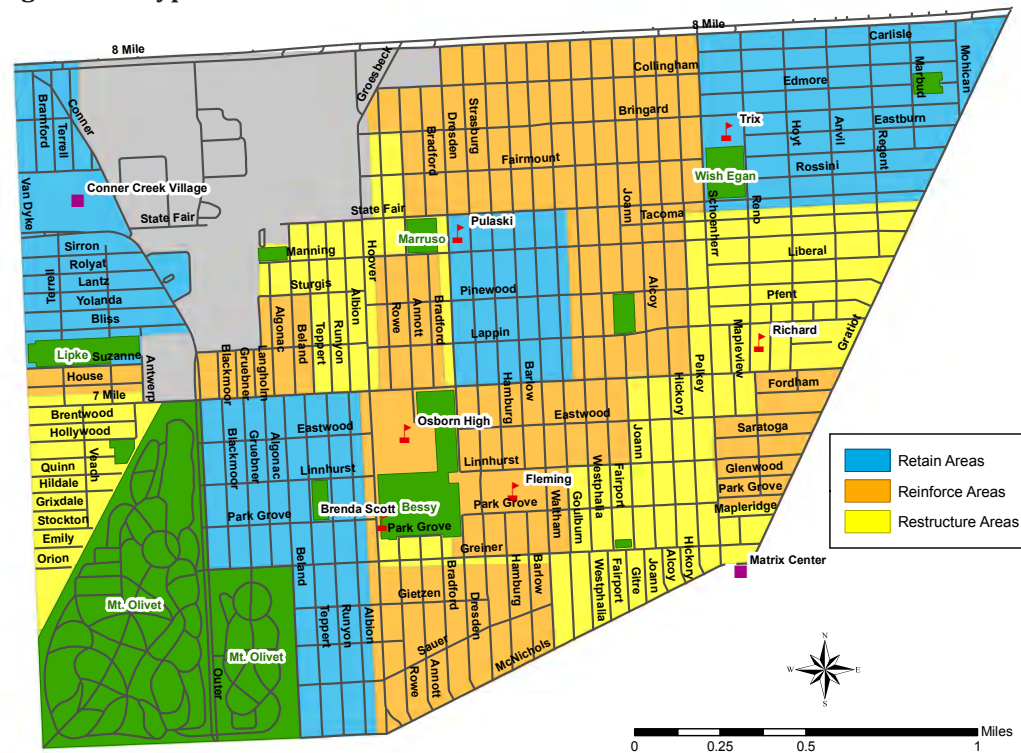 8 Mile
8 Mile
Groesbeck
Carlisle
Mohican
Marbud
Collingham
Edmore
Conner
Bramford
Terrell
Strasburg
Dresden
Bradford
Bringard
Hoyt
Anvil
Eastburn
Regent
Trix
Fairmount
Rossini
Wish Egan
Conner Creek Village
Van Dyke
State Fair
State Fair
Joann
Tacoma
Schoenherr
Reno
Pulaski
Marruso
Sirron
Manning
Hoover
Liberal
Rolyat
Terrell
Lantz
Sturgis
Albion
Pinewood
Alcoy
Yolanda
Pfent
Bliss
Algonac
Beland
Teppert
Runyon
Rowe
Annott
Bradford
Lappin
Mapleview
Richard
Gratiot
Lipke
Suzanne
Antwerp
House
Blackmoor
Gruebner
Langholm
Hamburg
Barlow
Pelkey
Hickory
Fordham
7 Mile
Brentwood
Hollywood
Eastwood
Osborn High
Eastwood
Joann
Saratoga
Veach
Quinn
Blackmoor
Gruebner
Algonac
Linnhurst
Linnhurst
Westphalia
Fairport
Glenwood
Hildale
Fleming
Park Grove
Grixdale
Park Grove
Brenda Scott
Bessy
Park Grove
Waltham
Goulburn
Mapleridge
Stockton
Park Grove
Emily
Greiner
Orion
Beland
Hamburg
Barlow
Westphalia
Fairport
Gitre
Joann
Alcoy
Hickory
Matrix Center
Gietzen
Bradford
Dresden
Mt. Olivet
Teppert
Runyon
Albion
Sauer
McNichols
Mt. Olivet
Rowe
Annott
Outer
Retain Areas
Reinforce Areas
Restructure Areas
N
W
E
S
Miles
0
0.25
0.5
1